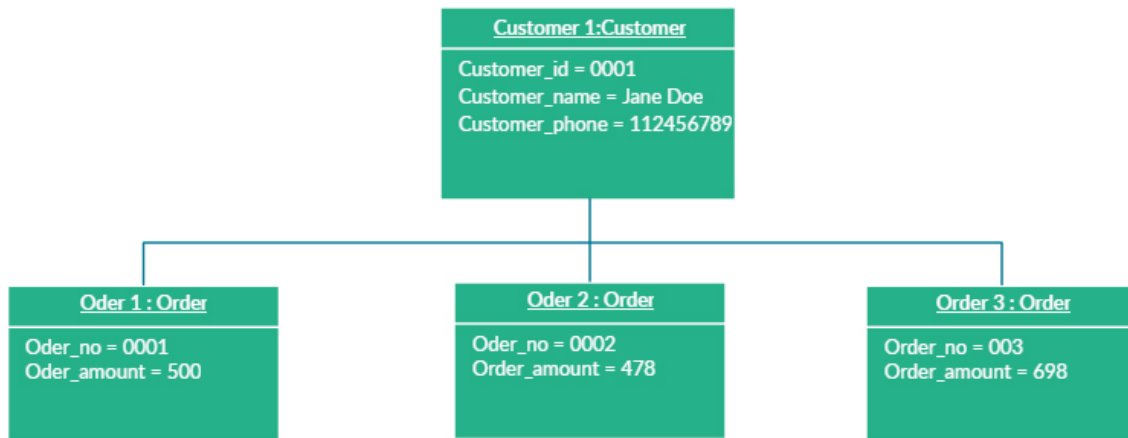 Customer 1:Customer
Customer_id = 0001
Customer_name = Jane Doe
Customer_phone = 112456789
Oder 1 : Order
Oder_no = 0001
Oder_amount = 500
Oder 2 : Order
Oder_no = 0002
Order_amount = 478
Order 3 : Order
Order_no = 003
Order_amount = 698